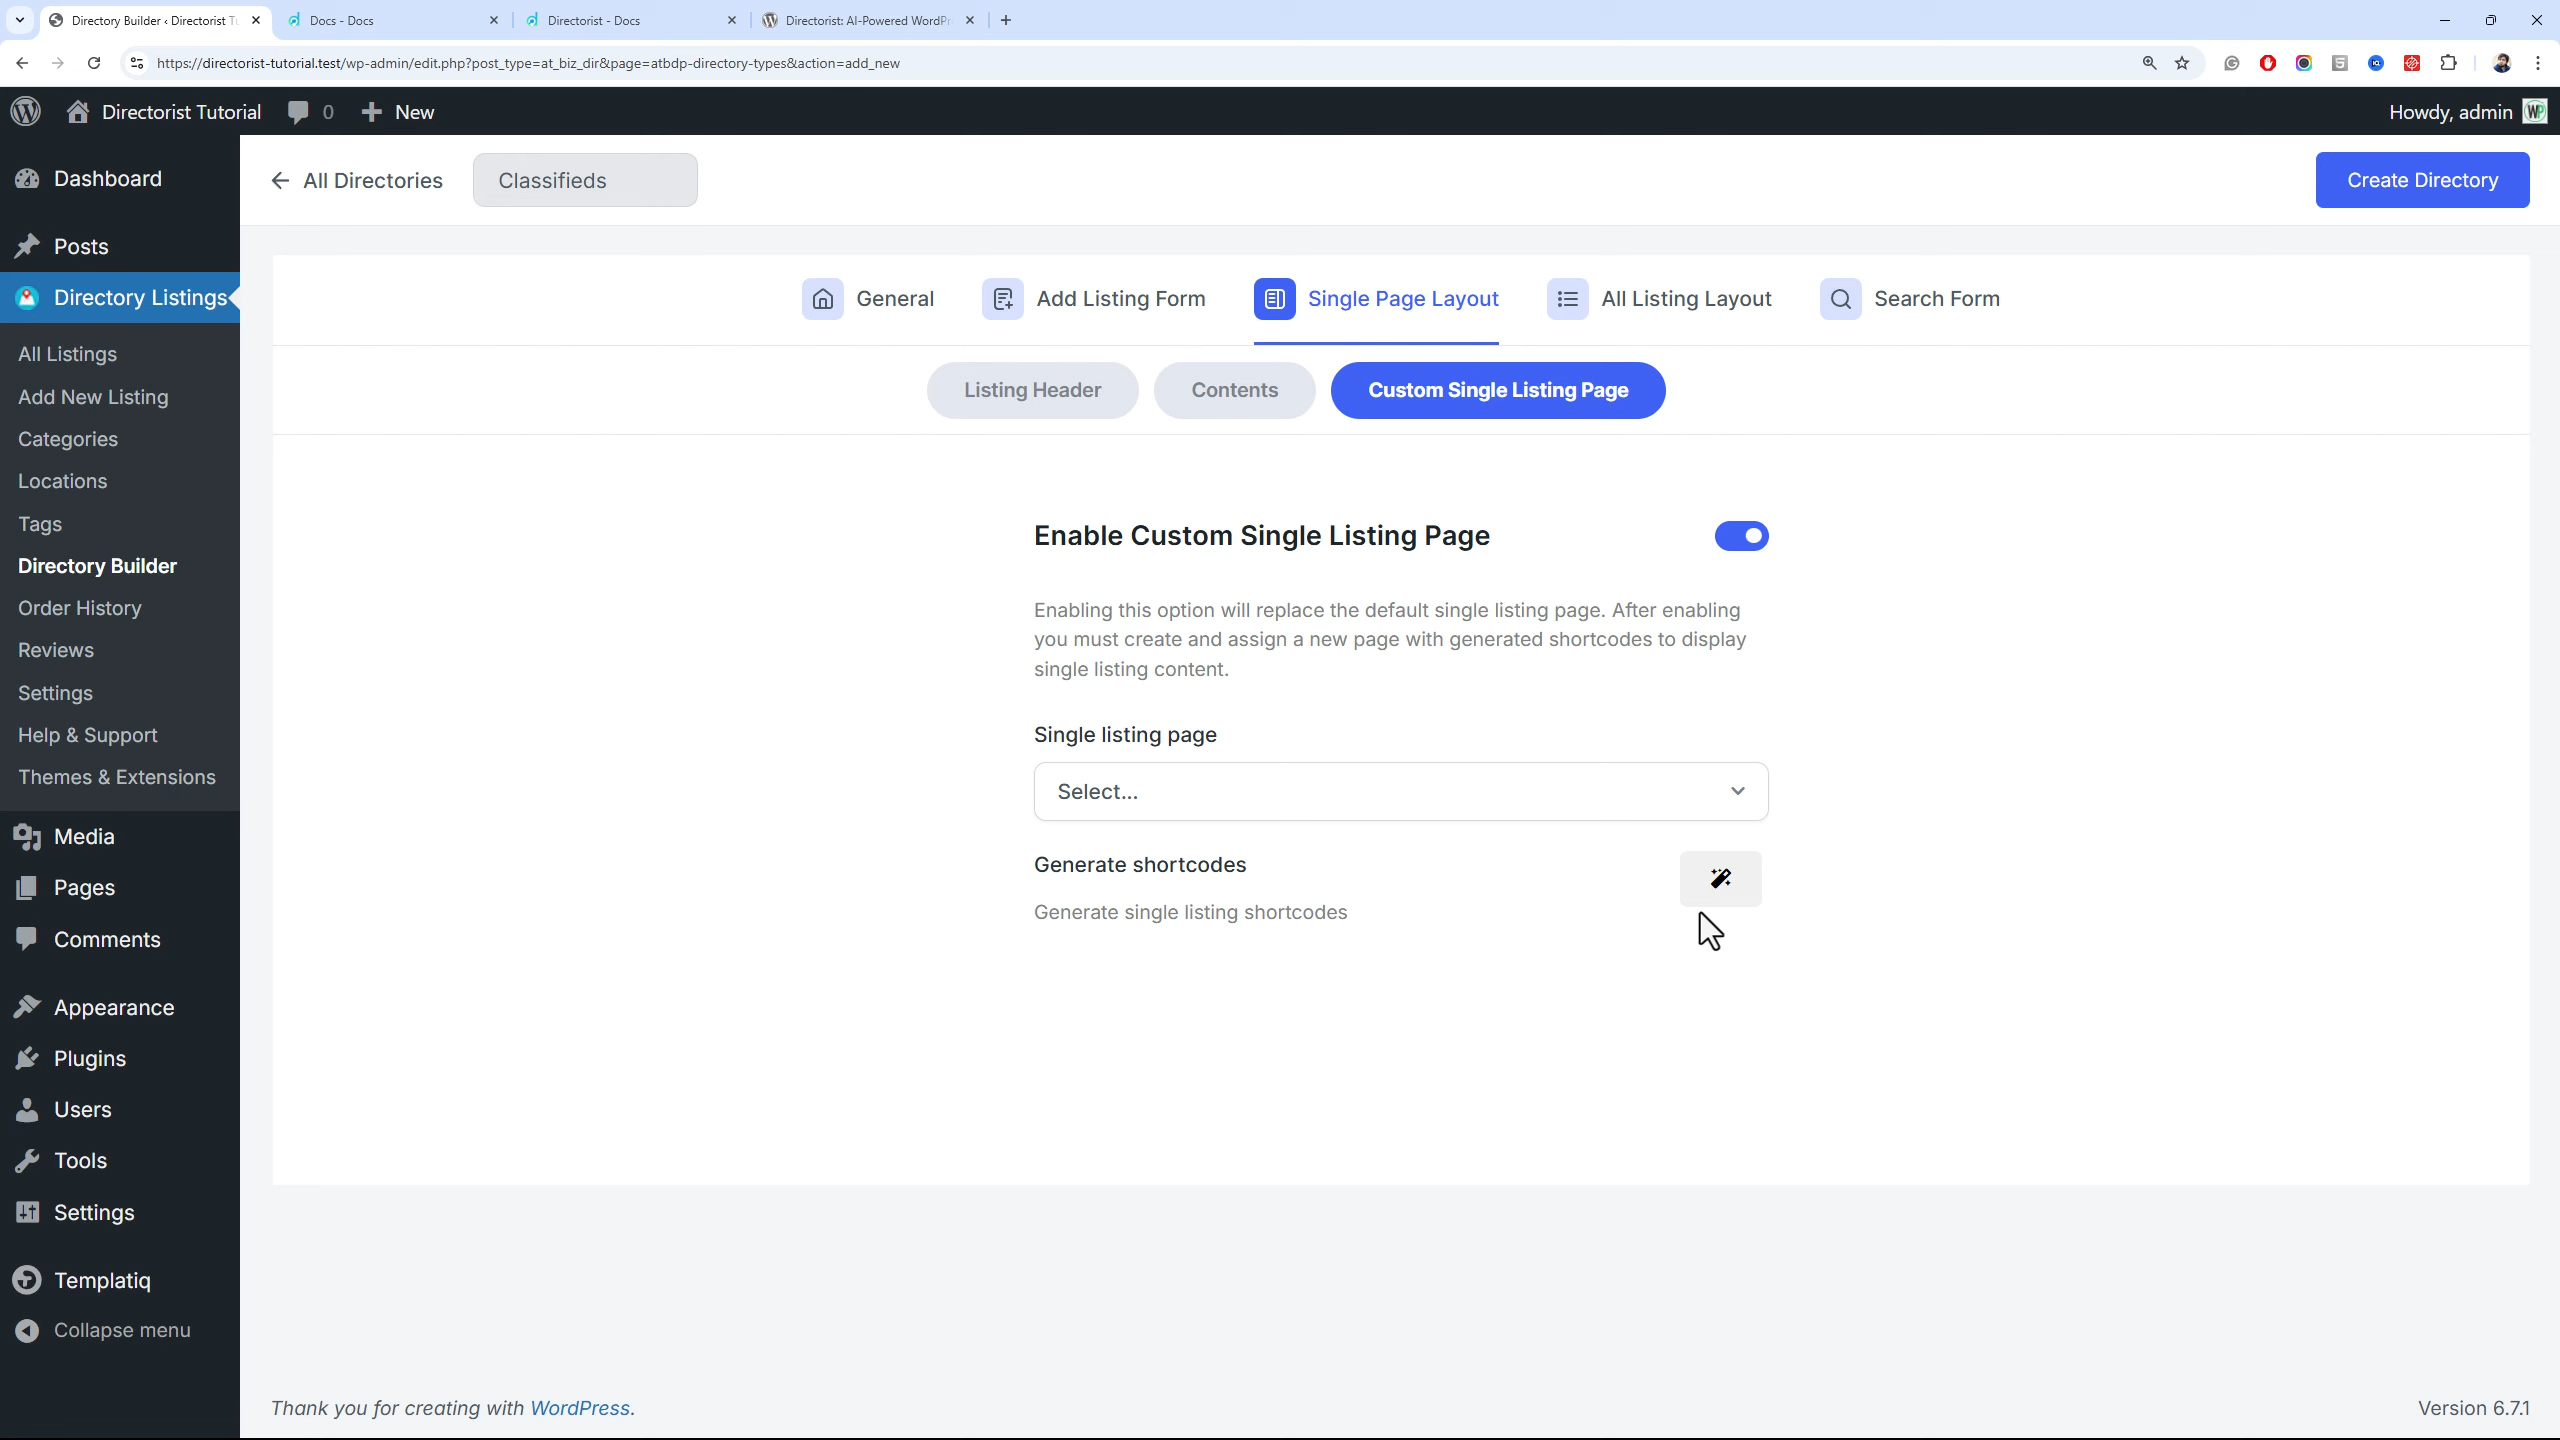 Directory Builder ‹ Directorist Tu
Docs - Docs
Directorist - Docs
Directorist: AI-Powered WordPr
https://directorist-tutorial.test/wp-admin/edit.php?post_type=at_biz_dir&page=atbdp-directory-types&action=add_new
Directorist Tutorial
0
New
Howdy, admin
Dashboard
Posts
Directory Listings
All Listings
Add New Listing
Categories
Locations
Tags
Directory Builder
Order History
Reviews
Settings
Help & Support
Themes & Extensions
Media
Pages
Comments
Appearance
Plugins
Users
Tools
Settings
Templatiq
Collapse menu
All Directories
Classifieds
Create Directory
General
Add Listing Form
Single Page Layout
All Listing Layout
Search Form
Listing Header
Contents
Custom Single Listing Page
Enable Custom Single Listing Page
Enabling this option will replace the default single listing page. After enabling
you must create and assign a new page with generated shortcodes to display
single listing content.
Single listing page
Select...
Generate shortcodes
Generate single listing shortcodes
Thank you for creating with WordPress.
Version 6.7.1